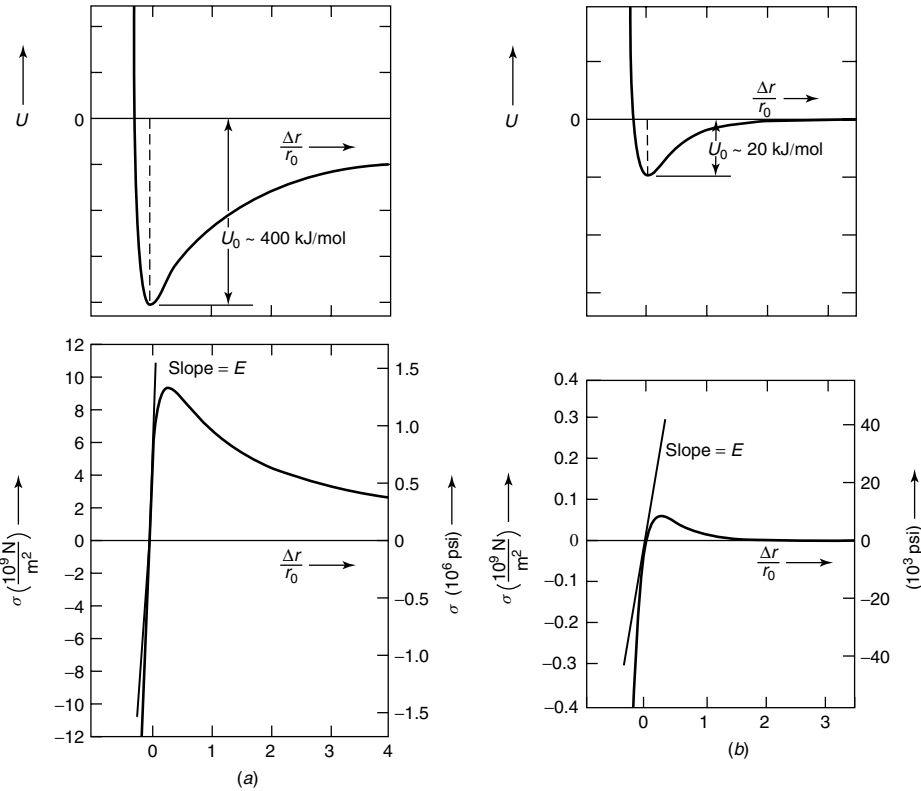 U
0
Δr
r0
U0 ~ 400 kJ/mol
U
0
Δr
r0
U0 ~ 20 kJ/mol
σ (10^9 N / m^2)
12
10
8
6
4
2
0
−2
−4
−6
−8
−10
−12
Slope = E
Δr
r0
1.5
1.0
0.5
0
−0.5
−1.0
−1.5
σ (10^6 psi)
0 1 2 3 4
(a)
σ (10^9 N / m^2)
0.4
0.3
0.2
0.1
0
−0.1
−0.2
−0.3
−0.4
Slope = E
Δr
r0
40
20
0
−20
−40
(10^3 psi)
0 1 2 3
(b)